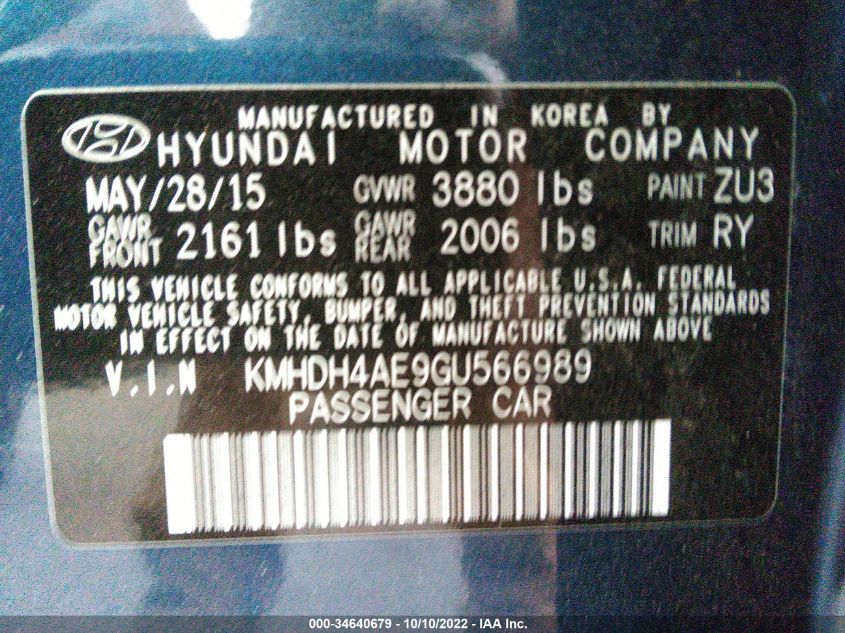 MANUFACTURED IN KOREA BY
HYUNDAI MOTOR COMPANY
MAY/28/15 GVWR 3880 lbs PAINT ZU3
GAWR FRONT 2161 lbs GAWR REAR 2006 lbs TRIM RY
THIS VEHICLE CONFORMS TO ALL APPLICABLE U.S.A. FEDERAL
MOTOR VEHICLE SAFETY, BUMPER, AND THEFT PREVENTION STANDARDS
IN EFFECT ON THE DATE OF MANUFACTURE SHOWN ABOVE
V.I.N KMHDH4AE9GU566989
PASSENGER CAR
000-34640679 - 10/10/2022 - IAA Inc.